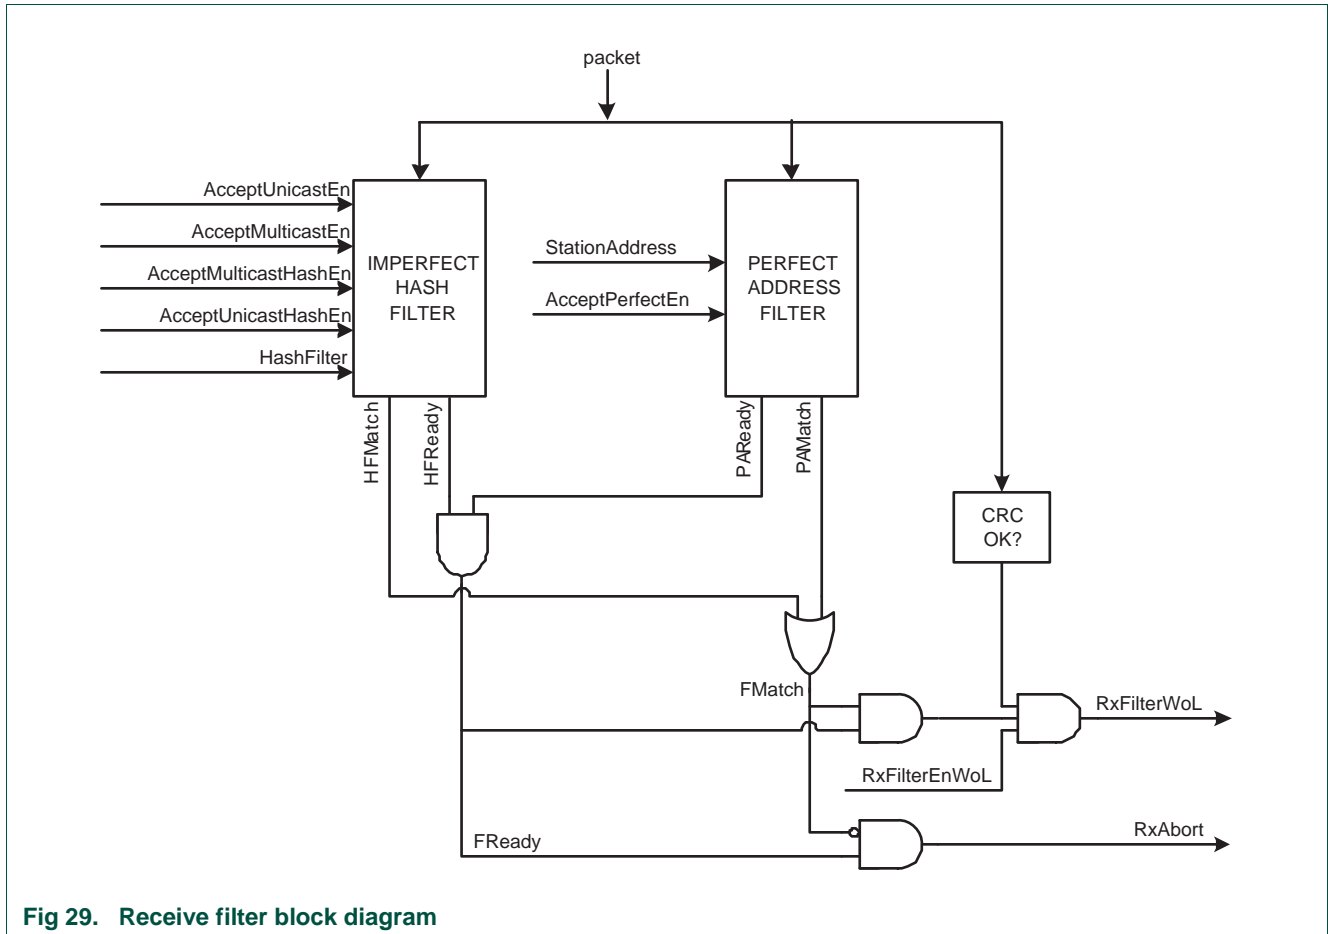 packet
AcceptUnicastEn
AcceptMulticastEn
AcceptMulticastHashEn
AcceptUnicastHashEn
HashFilter
IMPERFECT
HASH
FILTER
StationAddress
AcceptPerfectEn
PERFECT
ADDRESS
FILTER
HFMatch
HFReady
PAReady
PAMatch
CRC
OK?
FMatch
RxFilterWoL
RxFilterEnWoL
RxAbort
FReady
Fig 29. Receive filter block diagram